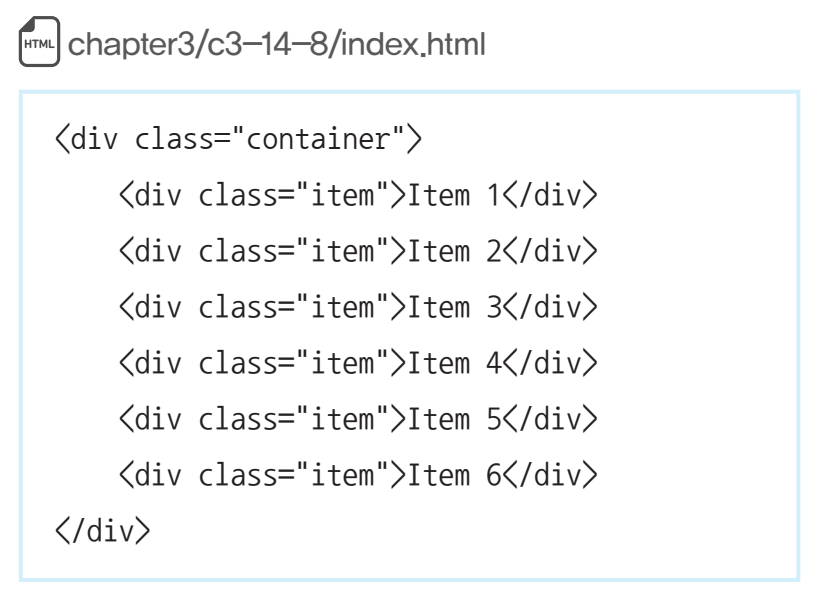 HTML chapter3/c3-14-8/index.html
<div class="container">
    <div class="item">Item 1</div>
    <div class="item">Item 2</div>
    <div class="item">Item 3</div>
    <div class="item">Item 4</div>
    <div class="item">Item 5</div>
    <div class="item">Item 6</div>
</div>